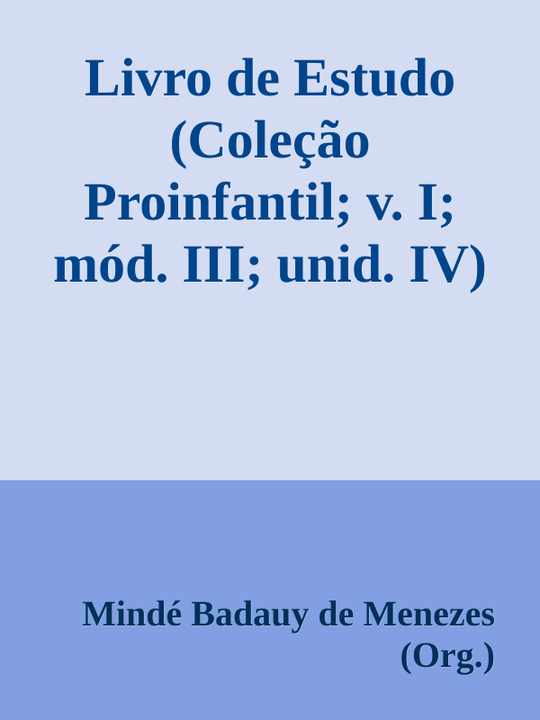 Livro de Estudo
(Coleção
Proinfantil; v. I;
mód. III; unid. IV)
Mindé Badauy de Menezes
(Org.)